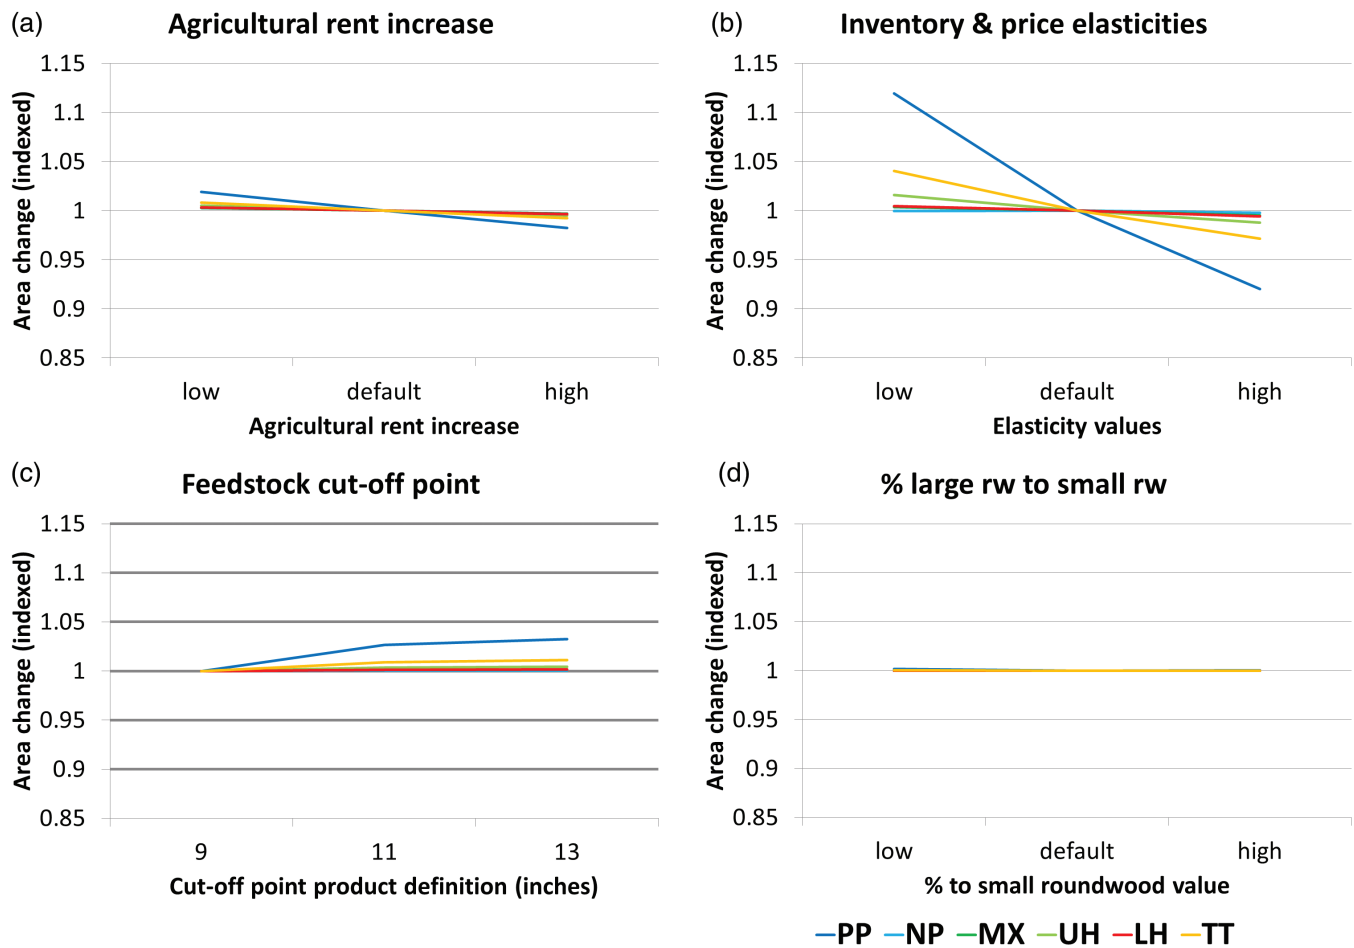 (a) Agricultural rent increase
Area change (indexed)
1.15
1.1
1.05
1
0.95
0.9
0.85
low default high
Agricultural rent increase
(b) Inventory & price elasticities
Area change (indexed)
1.15
1.1
1.05
1
0.95
0.9
0.85
low default high
Elasticity values
(c) Feedstock cut-off point
Area change (indexed)
1.15
1.1
1.05
1
0.95
0.9
0.85
9 11 13
Cut-off point product definition (inches)
(d) % large rw to small rw
Area change (indexed)
1.15
1.1
1.05
1
0.95
0.9
0.85
low default high
% to small roundwood value
PP NP MX UH LH TT